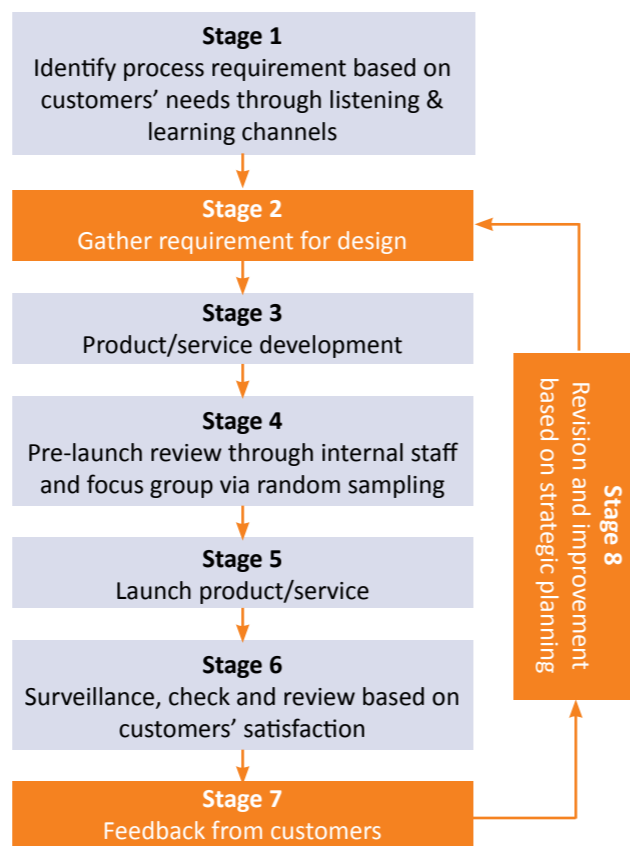 Stage 1
Identify process requirement based on
customers’ needs through listening &
learning channels
Stage 2
Gather requirement for design
Stage 3
Product/service development
Stage 4
Pre-launch review through internal staff
and focus group via random sampling
Stage 5
Launch product/service
Stage 6
Surveillance, check and review based on
customers’ satisfaction
Stage 7
Feedback from customers
Stage 8
Revision and improvement
based on strategic planning